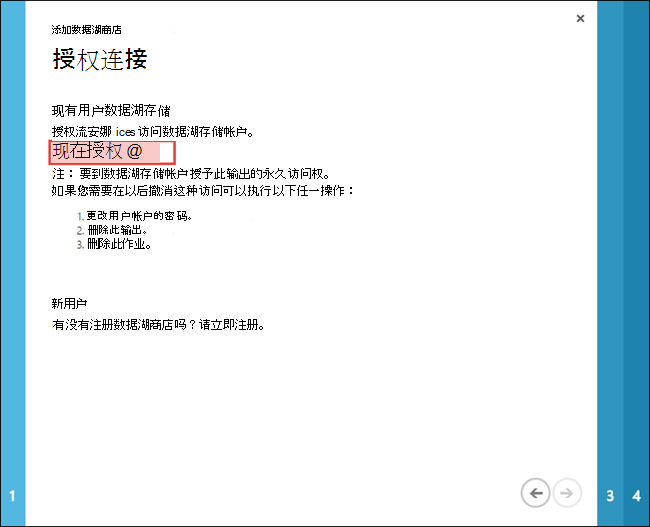 添加数据湖商店
授权连接
现有用户数据湖存储
授权流安娜 ices 访问数据湖存储帐户。
现在授权 @
注：要到数据湖存储帐户授予此输出的永久访问权。
如果您需要在以后撤消这种访问可以执行以下任一操作：
1. 更改用户帐户的密码。
2. 删除此输出。
3. 删除此作业。
新用户
有没有注册数据湖商店吗？请立即注册。
1
3
4